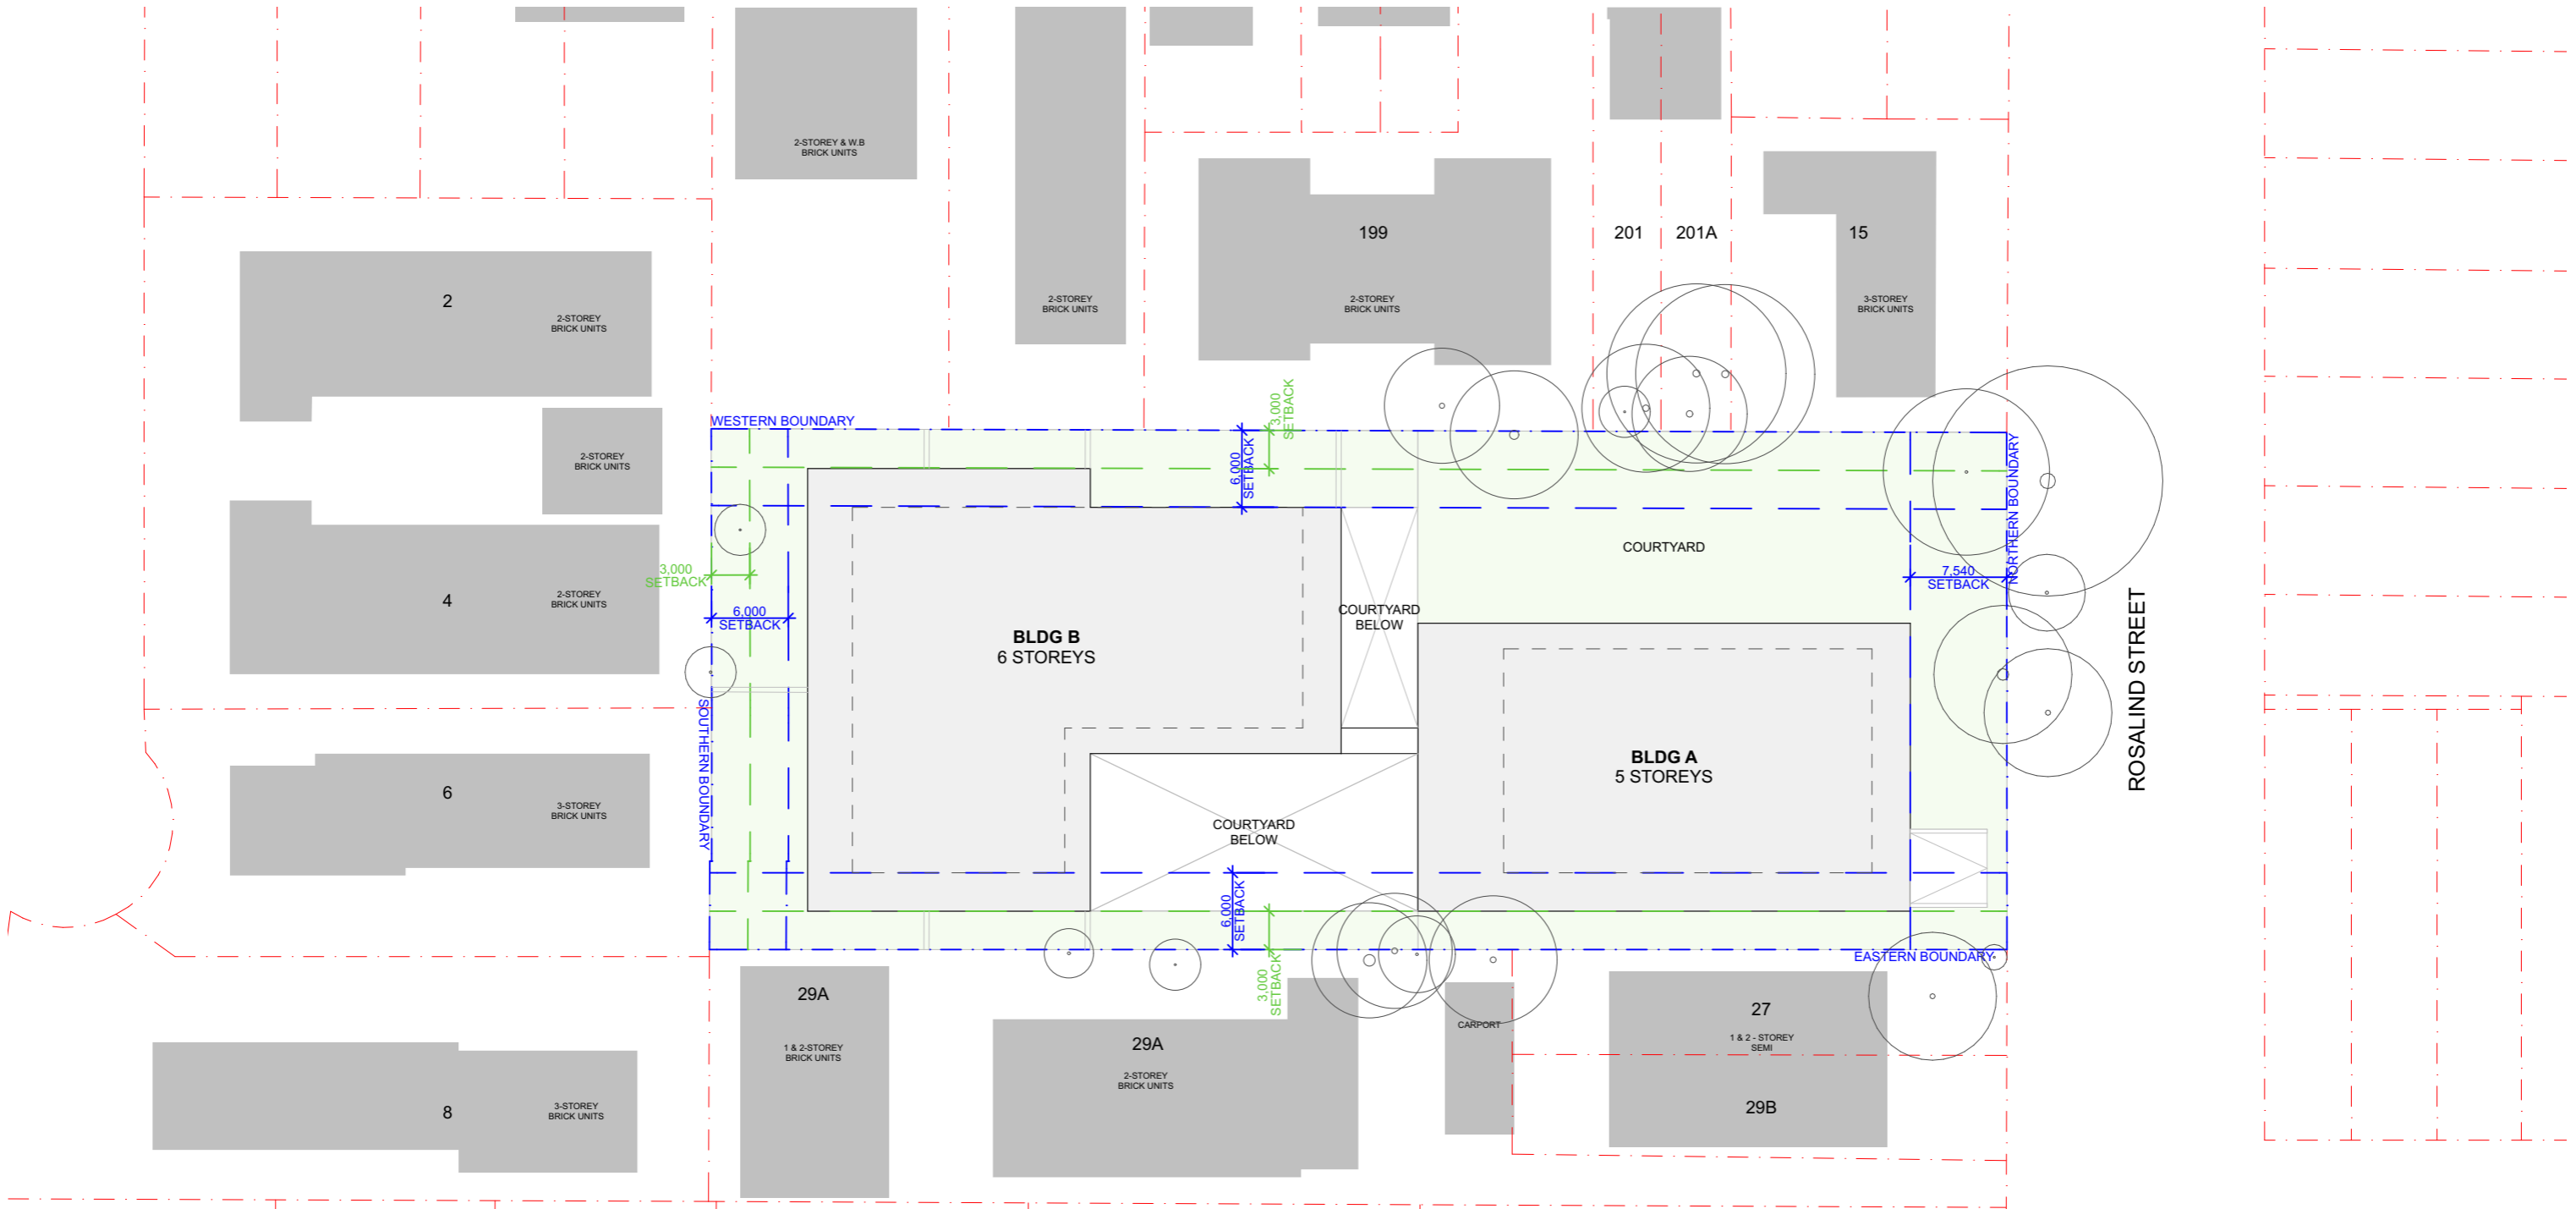 2-STOREY & W.B
BRICK UNITS
199
201
201A
15
2
2-STOREY
BRICK UNITS
2-STOREY
BRICK UNITS
2-STOREY
BRICK UNITS
3-STOREY
BRICK UNITS
WESTERN BOUNDARY
3,000
SETBACK
6,000
SETBACK
2-STOREY
BRICK UNITS
NORTHERN BOUNDARY
COURTYARD
3,000
SETBACK
7,540
SETBACK
4
2-STOREY
BRICK UNITS
6,000
SETBACK
COURTYARD
BELOW
BLDG B
6 STOREYS
ROSALIND STREET
SOUTHERN BOUNDARY
BLDG A
5 STOREYS
6
3-STOREY
BRICK UNITS
COURTYARD
BELOW
6,000
SETBACK
3,000
SETBACK
EASTERN BOUNDARY
29A
1 & 2-STOREY
BRICK UNITS
29A
2-STOREY
BRICK UNITS
CARPORT
27
1 & 2 - STOREY
SEMI
29B
8
3-STOREY
BRICK UNITS